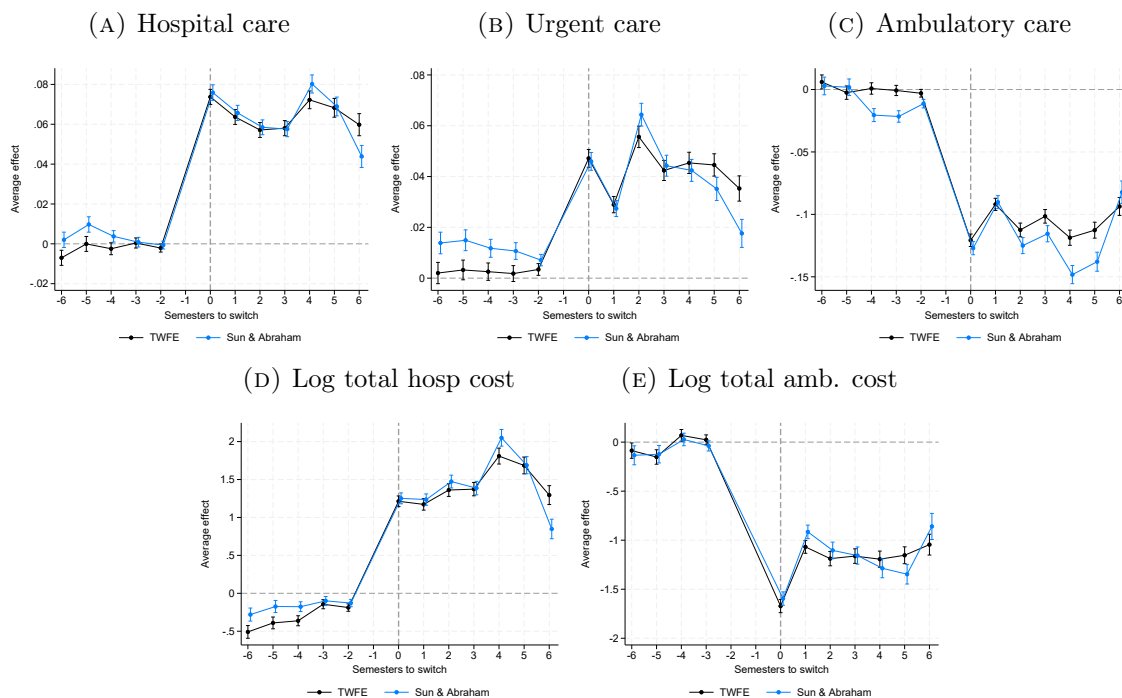 (A) Hospital care
(B) Urgent care
(C) Ambulatory care
Average effect
.08
.06
.04
.02
0
-.02
-6 -5 -4 -3 -2 0 1 2 3 4 5 6
Semesters to switch
TWFE Sun & Abraham
Average effect
.08
.06
.04
.02
0
-6 -5 -4 -3 -2 0 1 2 3 4 5 6
Semesters to switch
TWFE Sun & Abraham
Average effect
0
-.05
-.1
-.15
-6 -5 -4 -3 -2 0 1 2 3 4 5 6
Semesters to switch
TWFE Sun & Abraham
(D) Log total hosp cost
(E) Log total amb. cost
Average effect
2
1.5
1
.5
0
-.5
-6 -5 -4 -3 -2 0 1 2 3 4 5 6
Semesters to switch
TWFE Sun & Abraham
Average effect
0
-.5
-1
-1.5
-2
-6 -5 -4 -3 -2 0 1 2 3 4 5 6
Semesters to switch
TWFE Sun & Abraham